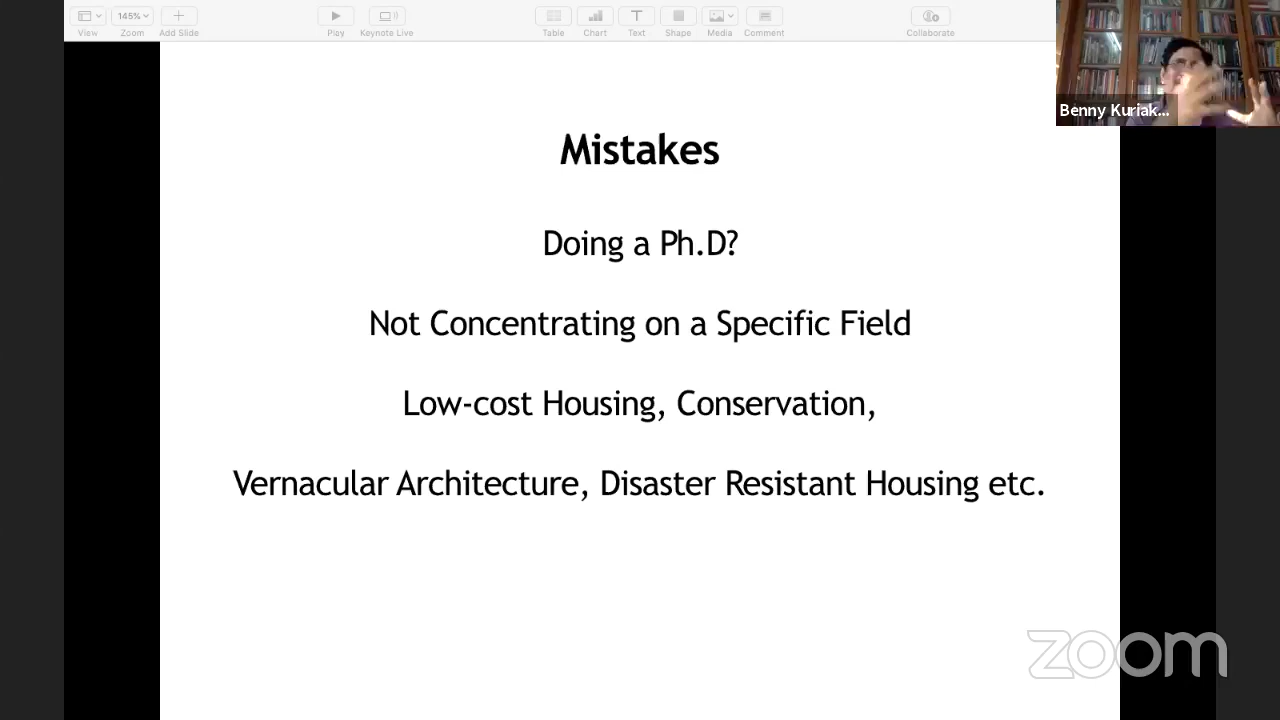 145%
View
Zoom
Add Slide
Play
Keynote Live
Table
Chart
Text
Shape
Media
Comment
Collaborate
Benny Kuriak...
Mistakes
Doing a Ph.D?
Not Concentrating on a Specific Field
Low-cost Housing, Conservation,
Vernacular Architecture, Disaster Resistant Housing etc.
zoom